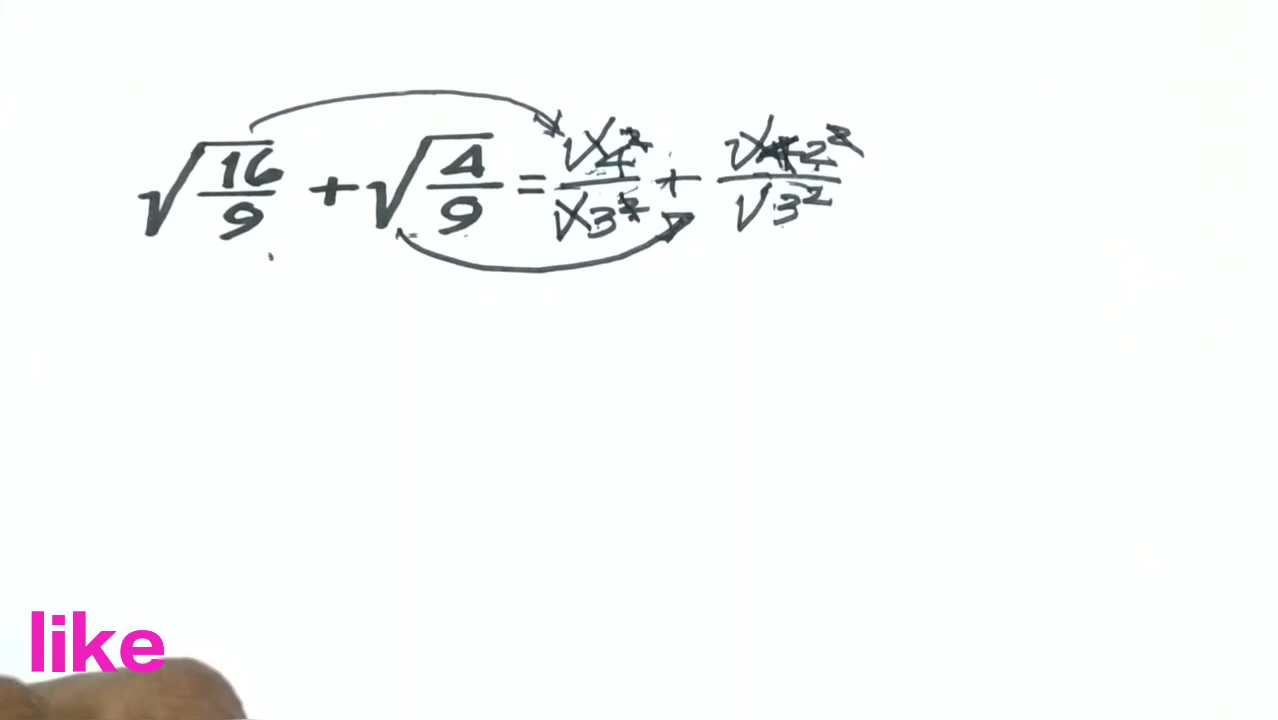 √16/9 + √4/9 = √4²/√3² + √2²/√3²
like